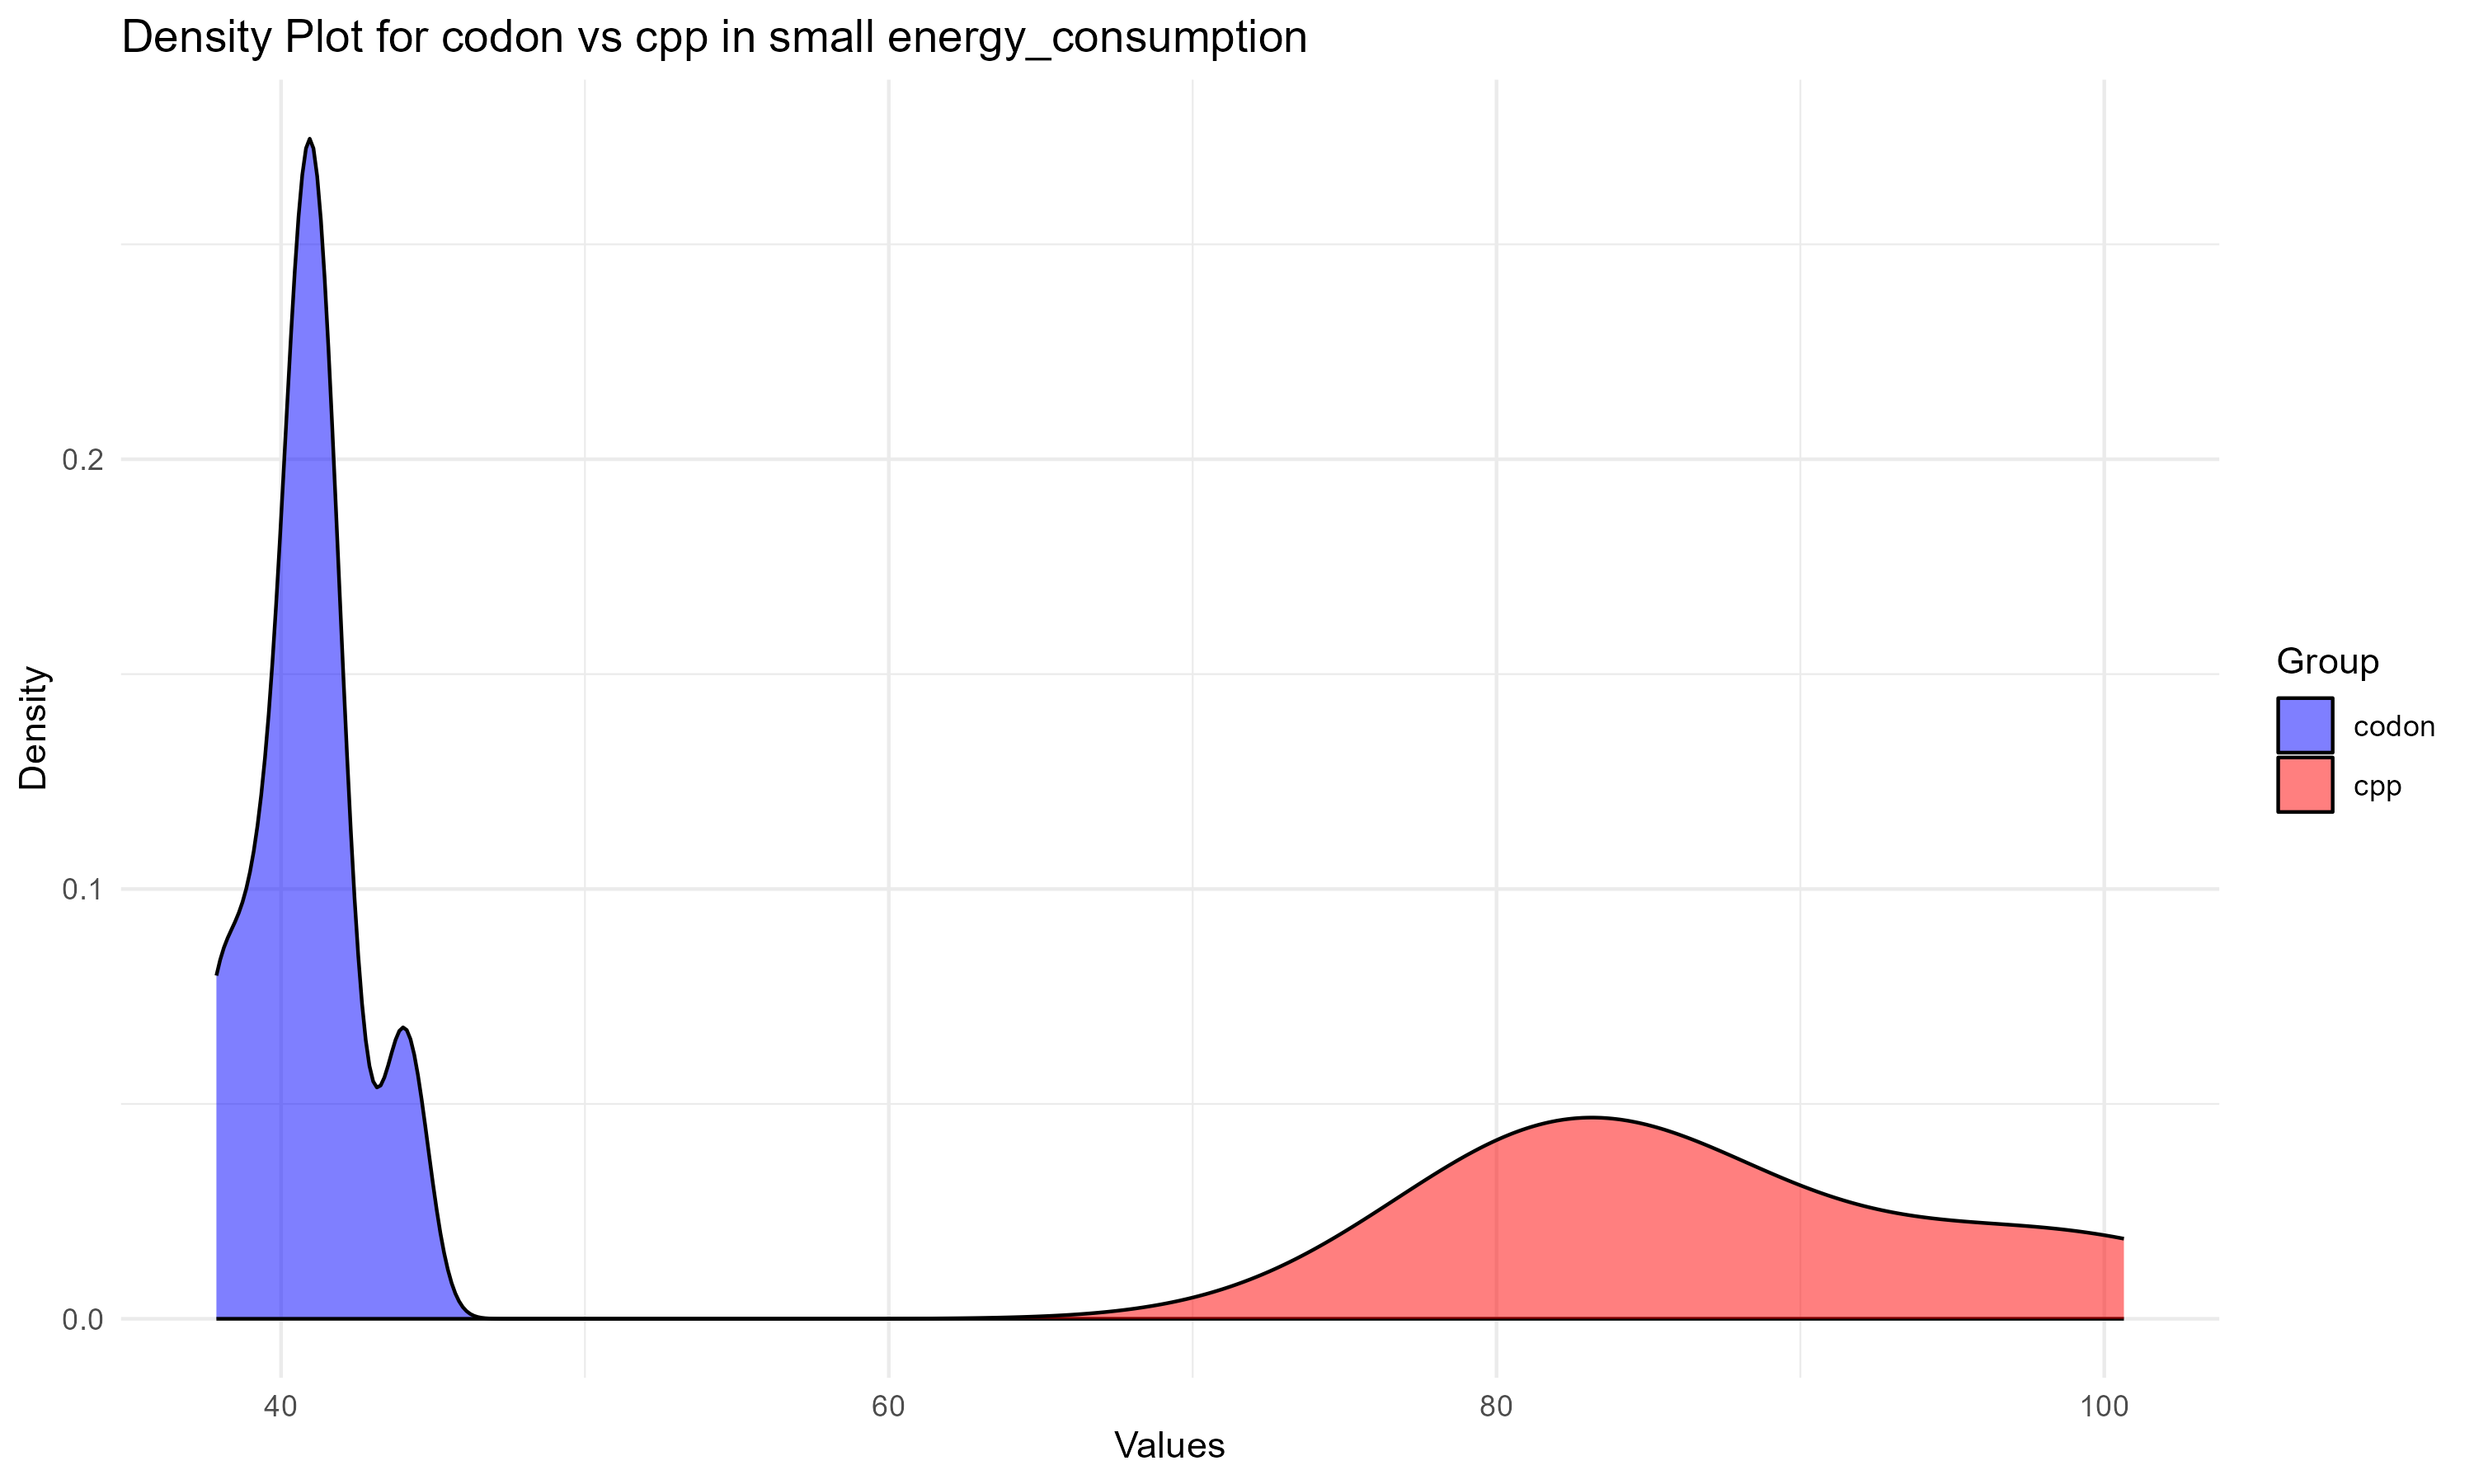 Density Plot for codon vs cpp in small energy_consumption
Density
0.2
0.1
0.0
40
60
80
100
Values
Group
codon
cpp